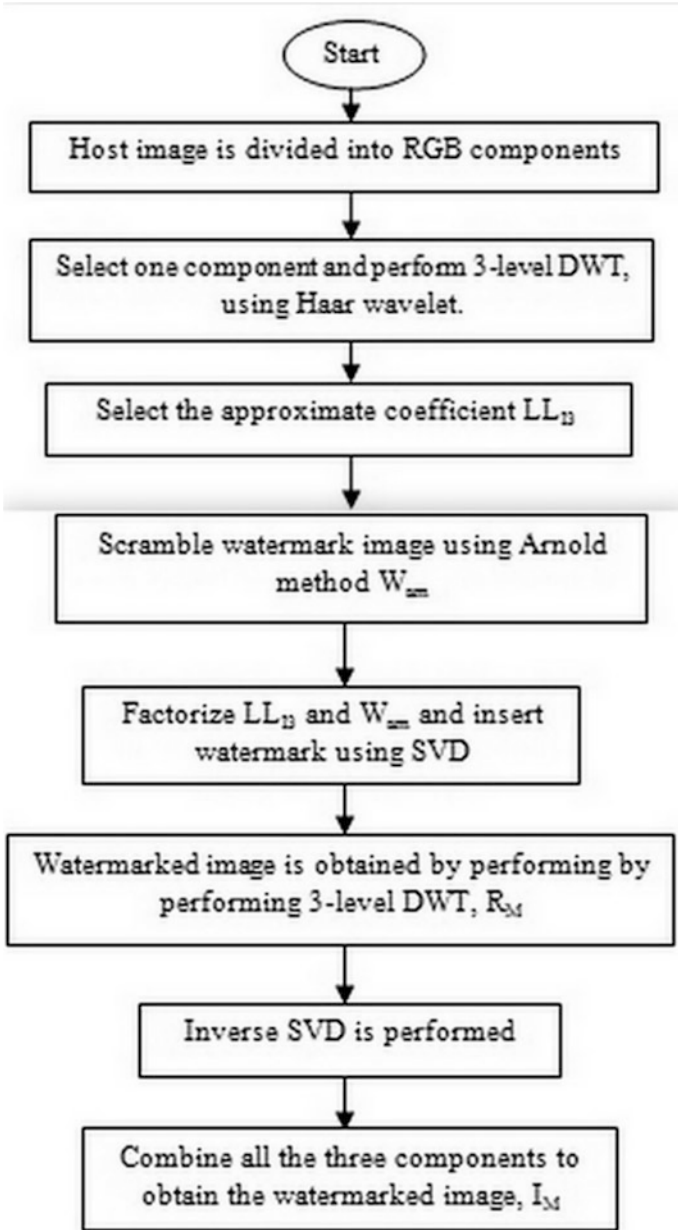 Start
Host image is divided into RGB components
Select one component and perform 3-level DWT,
using Haar wavelet.
Select the approximate coefficient LL
Scramble watermark image using Arnold
method W
Factorize LL and W and insert
watermark using SVD
Watermarked image is obtained by performing by
performing 3-level DWT, R_M
Inverse SVD is performed
Combine all the three components to
obtain the watermarked image, I_M